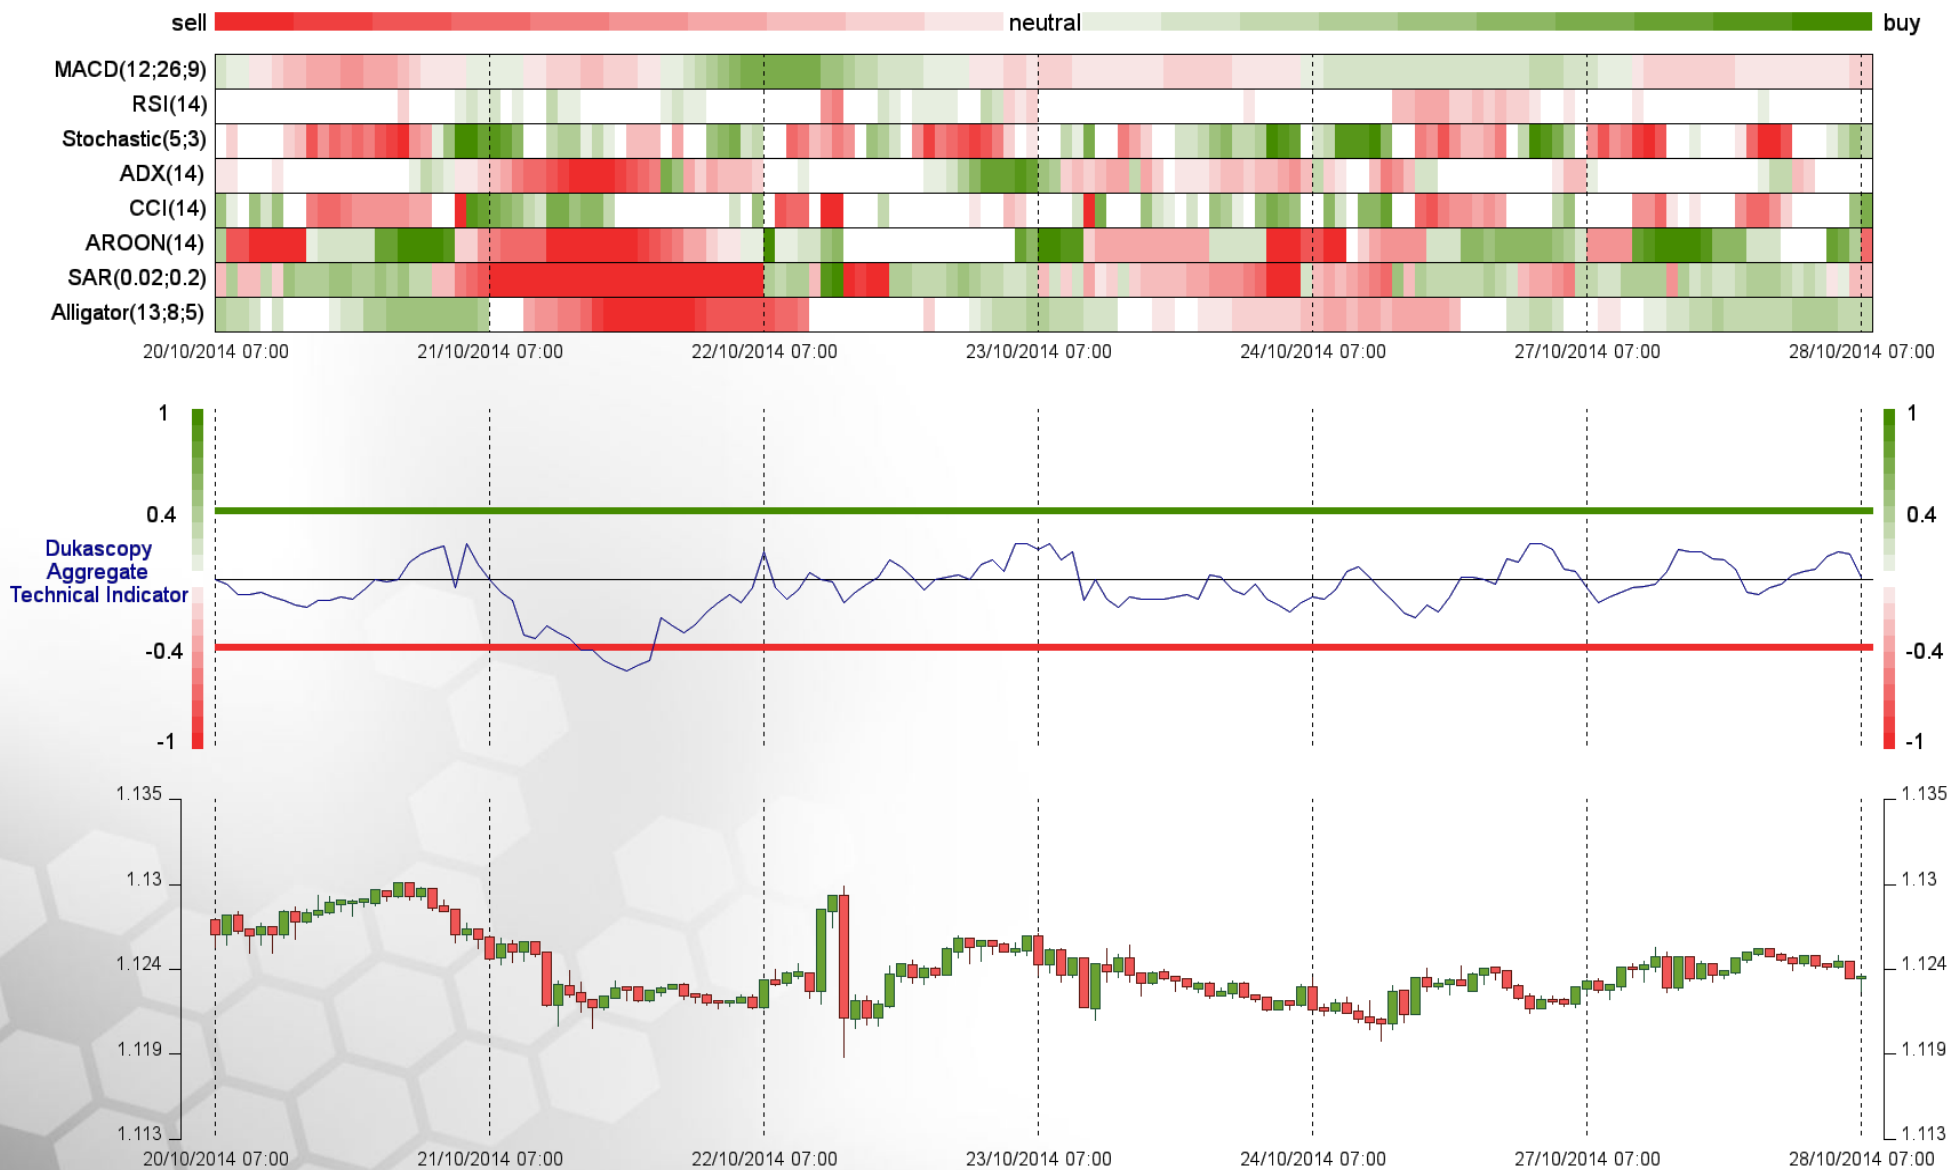 sell neutral buy
MACD(12;26;9)
RSI(14)
Stochastic(5;3)
ADX(14)
CCI(14)
AROON(14)
SAR(0.02;0.2)
Alligator(13;8;5)
20/10/2014 07:00 21/10/2014 07:00 22/10/2014 07:00 23/10/2014 07:00 24/10/2014 07:00 27/10/2014 07:00 28/10/2014 07:00
1 1
0.4 0.4
Dukascopy
Aggregate
Technical Indicator
-0.4 -0.4
-1 -1
1.135 1.135
1.13 1.13
1.124 1.124
1.119 1.119
1.113 1.113
20/10/2014 07:00 21/10/2014 07:00 22/10/2014 07:00 23/10/2014 07:00 24/10/2014 07:00 27/10/2014 07:00 28/10/2014 07:00